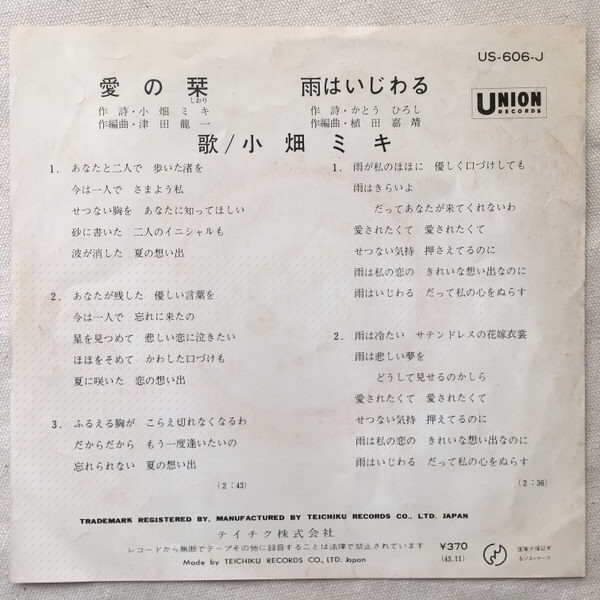 US-606-J
UNION
RECORDS
愛の栞
しおり
作詩・小畑ミキ
作編曲・津田龍一
雨はいじわる
作詩・かとう ひろし
作編曲・植田嘉靖
歌/小畑ミキ
1. あなたと二人で 歩いた渚を
今は一人で さまよう私
せつない胸を あなたに知ってほしい
砂に書いた 二人のイニシャルも
波が消した 夏の想い出
2. あなたが残した 優しい言葉を
今は一人で 忘れに来たの
星を見つめて 悲しい恋に泣きたい
ほほをそめて かわした口づけも
夏に咲いた 恋の想い出
3. ふるえる胸が こらえ切れなくなるわ
だからだから もう一度逢いたいの
忘れられない 夏の想い出
(2:43)
1. 雨が私のほほに 優しく口づけしても
雨はきらいよ
だってあなたが来てくれないわ
愛されたくて 愛されたくて
せつない気持 押さえてるのに
雨は私の恋の きれいな想い出なのに
雨はいじわる だって私の心をぬらす
2. 雨は冷たい サテンドレスの花嫁衣裳
雨は悲しい夢を
どうして見せるのかしら
愛されたくて 愛されたくて
せつない気持 押えてるのに
雨は私の恋の きれいな想い出なのに
雨はいじわる だって私の心をぬらす
(2:36)
TRADEMARK REGISTERED BY, MANUFACTURED BY TEICHIKU RECORDS CO., LTD. JAPAN
テイチク株式会社
レコードから無断でテープその他に録音することは法律で禁止されています
Made by TEICHIKU RECORDS CO., LTD. Japan
¥370
(43.11)